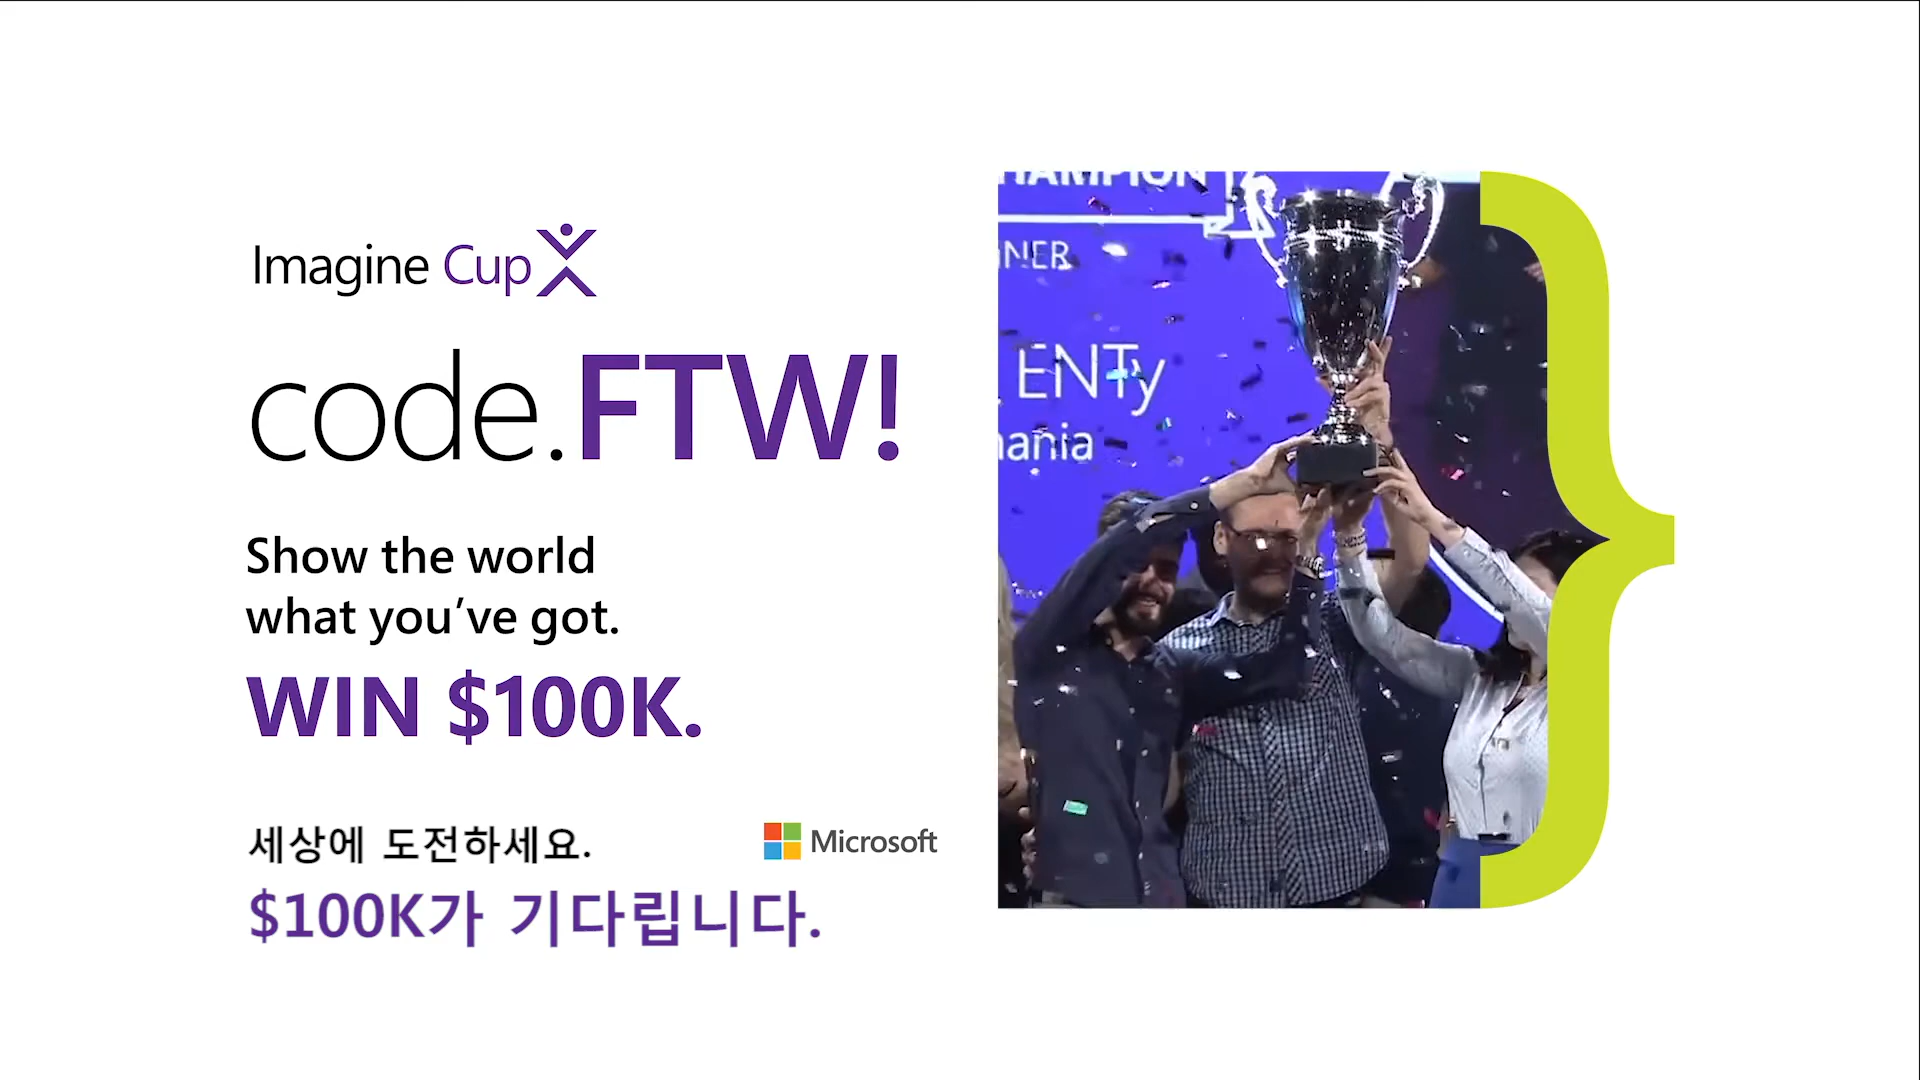 Imagine Cup
code.FTW!
Show the world
what you’ve got.
WIN $100K.
세상에 도전하세요.
Microsoft
$100K가 기다립니다.
ENTy